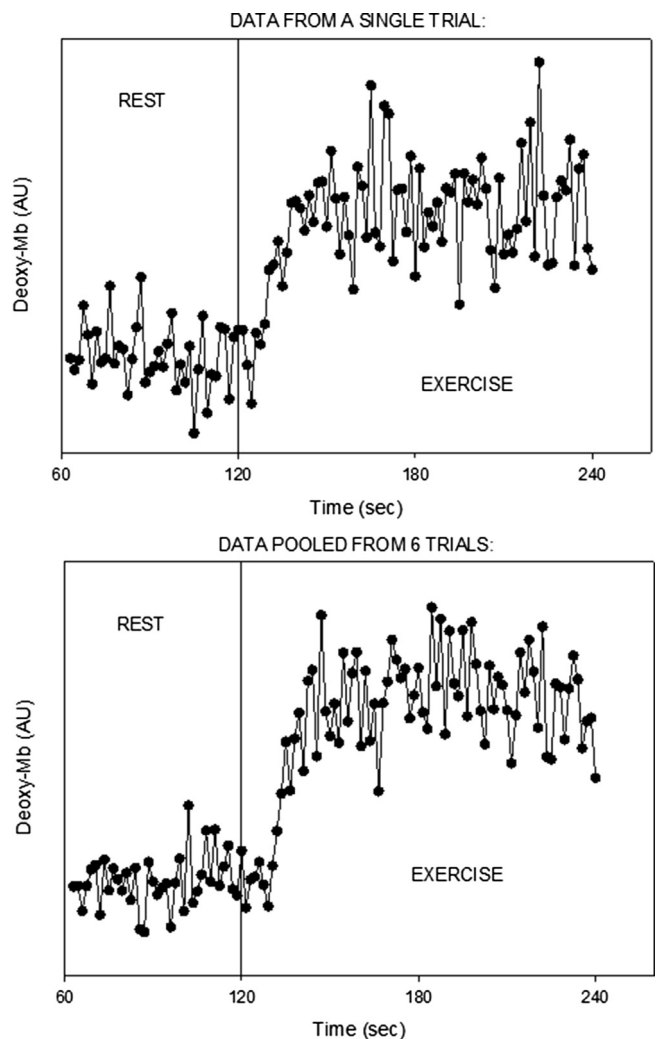 DATA FROM A SINGLE TRIAL:
REST
Deoxy-Mb (AU)
EXERCISE
60 120 180 240
Time (sec)
DATA POOLED FROM 6 TRIALS:
REST
Deoxy-Mb (AU)
EXERCISE
60 120 180 240
Time (sec)